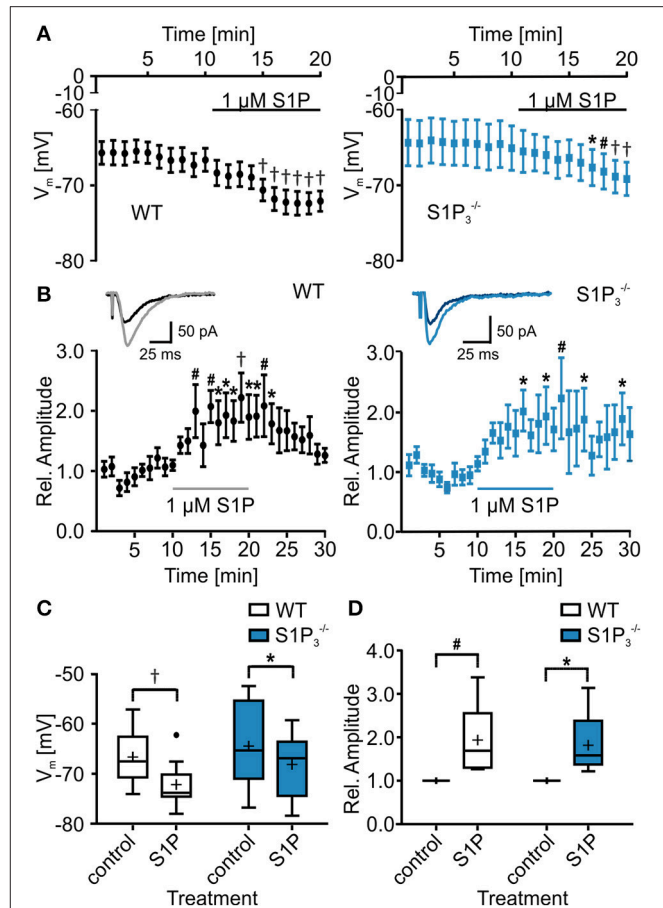 A
Time [min]
5 10 15 20
Time [min]
5 10 15 20
0
-10
-60
-70
-80
Vm [mV]
1 µM S1P
† † † † † †
WT
0
-10
-60
-70
-80
Vm [mV]
1 µM S1P
* # † †
S1P3-/-
B
WT
50 pA
25 ms
S1P3-/-
50 pA
25 ms
3.0
2.0
1.0
0.0
Rel. Amplitude
# # * * * † * * # *
1 µM S1P
5 10 15 20 25 30
Time [min]
3.0
2.0
1.0
0.0
Rel. Amplitude
* * # * *
1 µM S1P
5 10 15 20 25 30
Time [min]
C
WT
S1P3-/-
-50
-60
-70
-80
Vm [mV]
† *
control S1P control S1P
Treatment
D
WT
S1P3-/-
4.0
3.0
2.0
1.0
0.0
Rel. Amplitude
# *
control S1P control S1P
Treatment